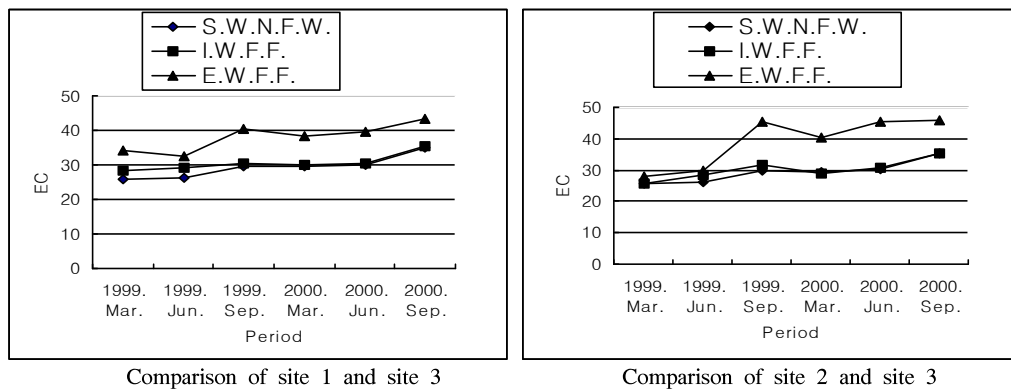 S.W.N.F.W.
I.W.F.F.
E.W.F.F.
50
40
30
20
10
0
EC
1999. Mar.
1999. Jun.
1999. Sep.
2000. Mar.
2000. Jun.
2000. Sep.
Period
Comparison of site 1 and site 3
S.W.N.F.W.
I.W.F.F.
E.W.F.F.
50
40
30
20
10
0
EC
1999. Mar.
1999. Jun.
1999. Sep.
2000. Mar.
2000. Jun.
2000. Sep.
Period
Comparison of site 2 and site 3